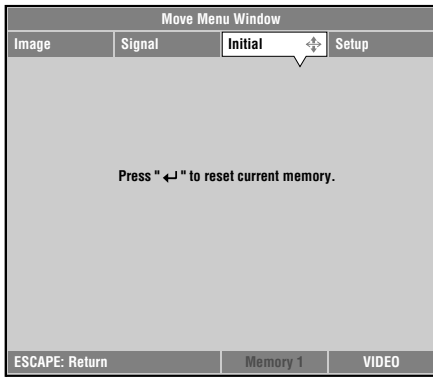 Move Menu Window
Image Signal Initial Setup
Press " ↵ " to reset current memory.
ESCAPE: Return Memory 1 VIDEO